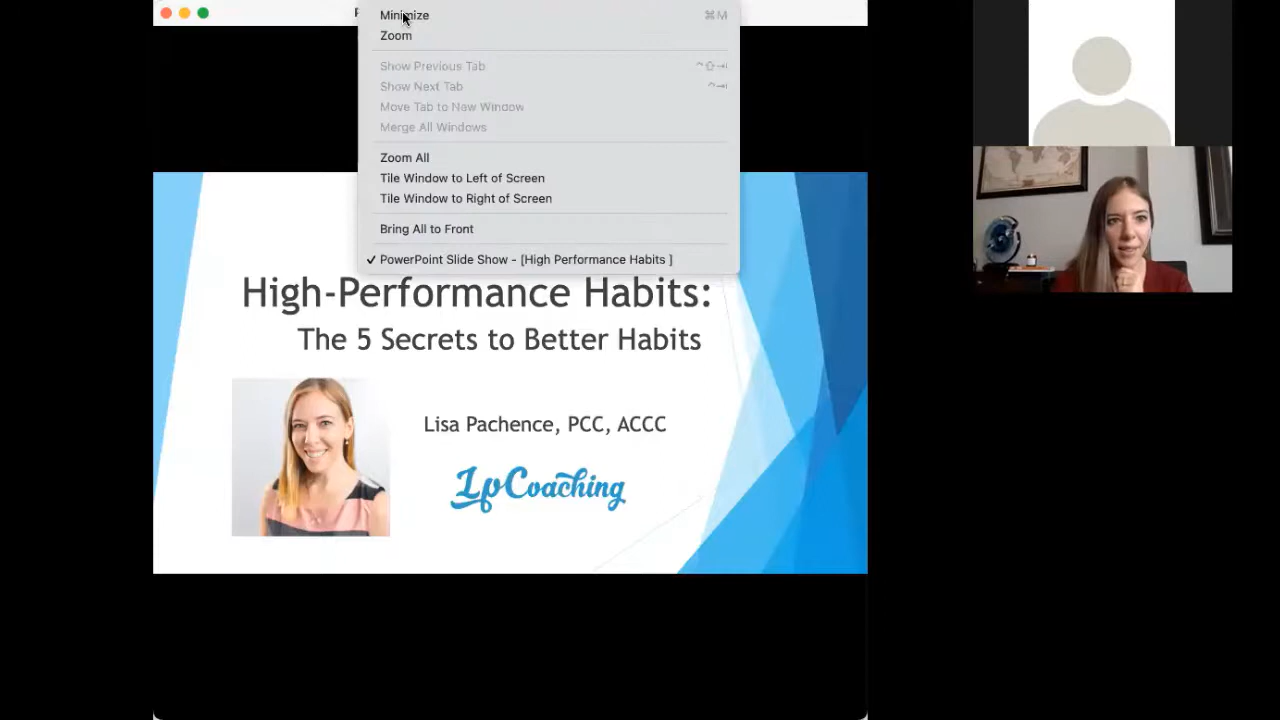 Minimize ⌘M
Zoom
Show Previous Tab ^⇧⇥
Show Next Tab ^⇥
Move Tab to New Window
Merge All Windows
Zoom All
Tile Window to Left of Screen
Tile Window to Right of Screen
Bring All to Front
✓ PowerPoint Slide Show - [High Performance Habits ]
High-Performance Habits:
The 5 Secrets to Better Habits
Lisa Pachence, PCC, ACCC
LpCoaching